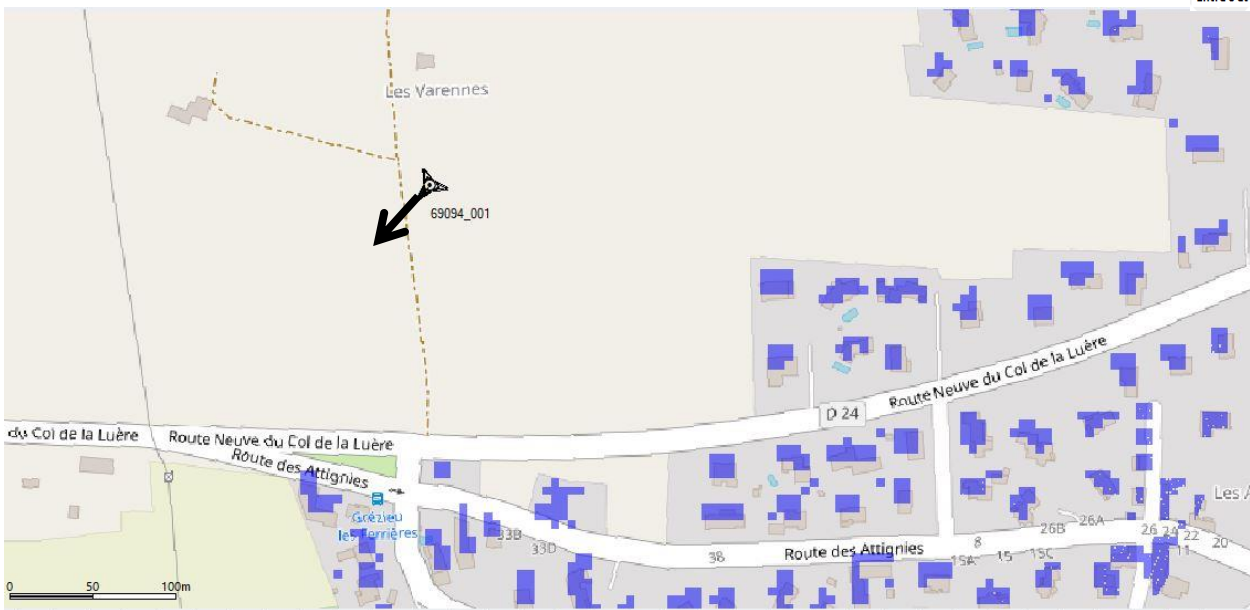 Les Varennes
69094_001
D 24
Route Neuve du Col de la Luère
du Col de la Luère
Route Neuve du Col de la Luère
Route des Attignies
Grézieu
les Ferrières
33B
33D
38
Route des Attignies
15A
8
15
15C
26B
26A
26
24
22
11
20
Les A
0
50
100m